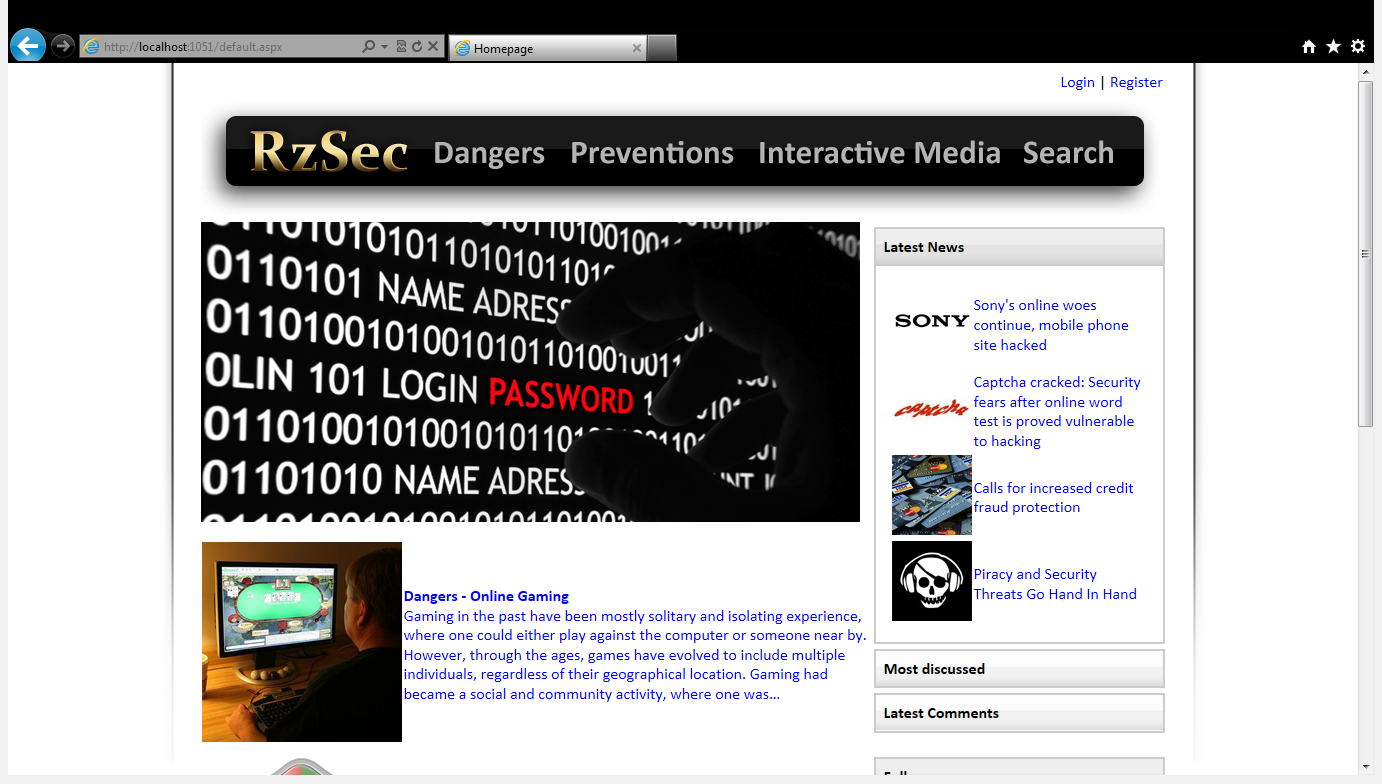 http://localhost:1051/default.aspx
Homepage
Login | Register
RzSec Dangers Preventions Interactive Media Search
0110101 NAME ADRESS
0LIN 101 LOGIN PASSWORD
01101010 NAME ADRESS
Latest News
SONY
Sony's online woes
continue, mobile phone
site hacked
captcha
Captcha cracked: Security
fears after online word
test is proved vulnerable
to hacking
Calls for increased credit
fraud protection
Piracy and Security
Threats Go Hand In Hand
Dangers - Online Gaming
Gaming in the past have been mostly solitary and isolating experience,
where one could either play against the computer or someone near by.
However, through the ages, games have evolved to include multiple
individuals, regardless of their geographical location. Gaming had
became a social and community activity, where one was...
Most discussed
Latest Comments